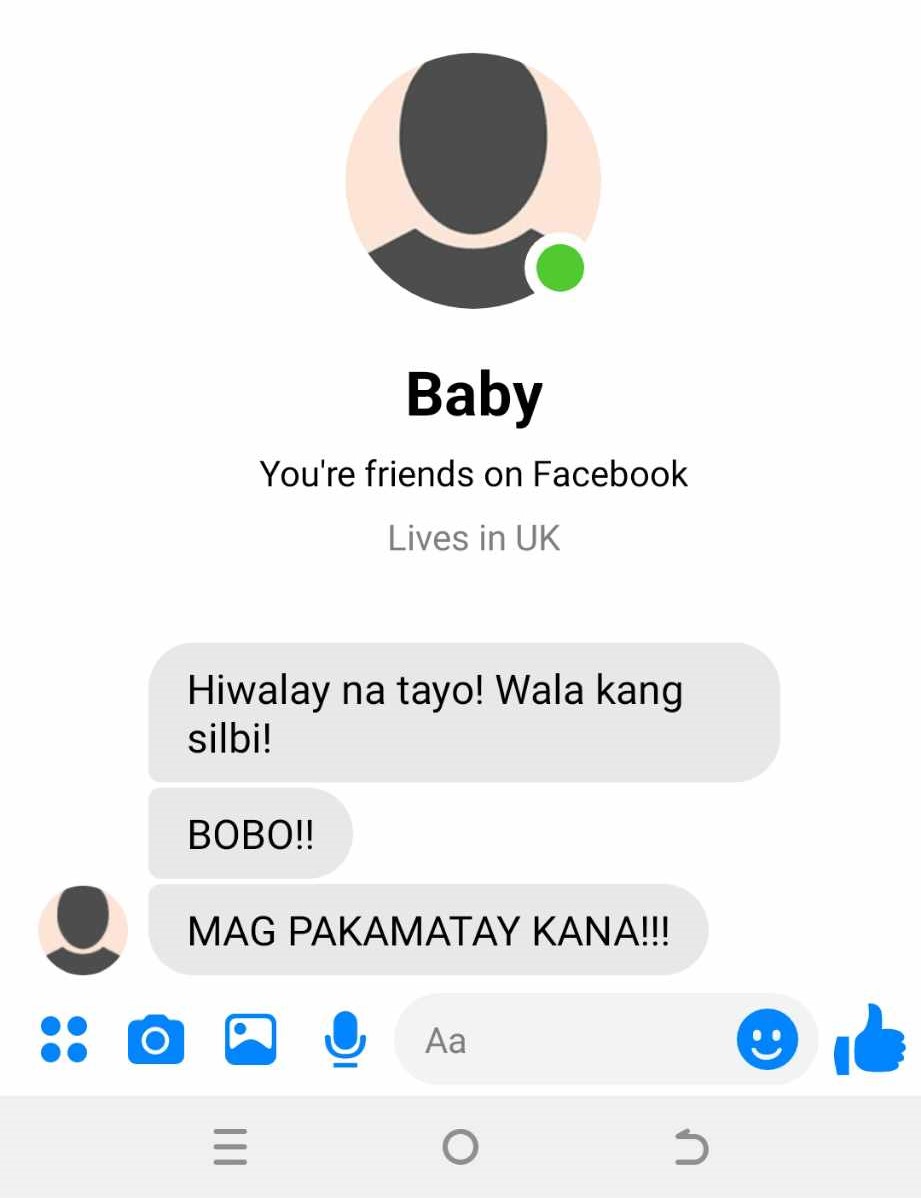 Baby
You're friends on Facebook
Lives in UK
Hiwalay na tayo! Wala kang
silbi!
BOBO!!
MAG PAKAMATAY KANA!!!
Aa